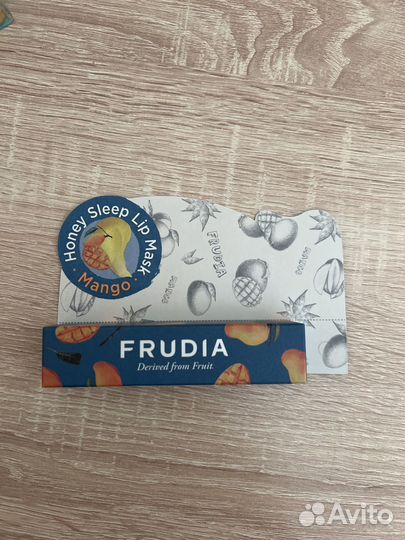 Honey Sleep Lip Mask
· Mango ·
FRUDIA
FRUDIA
Derived from Fruit
Avito